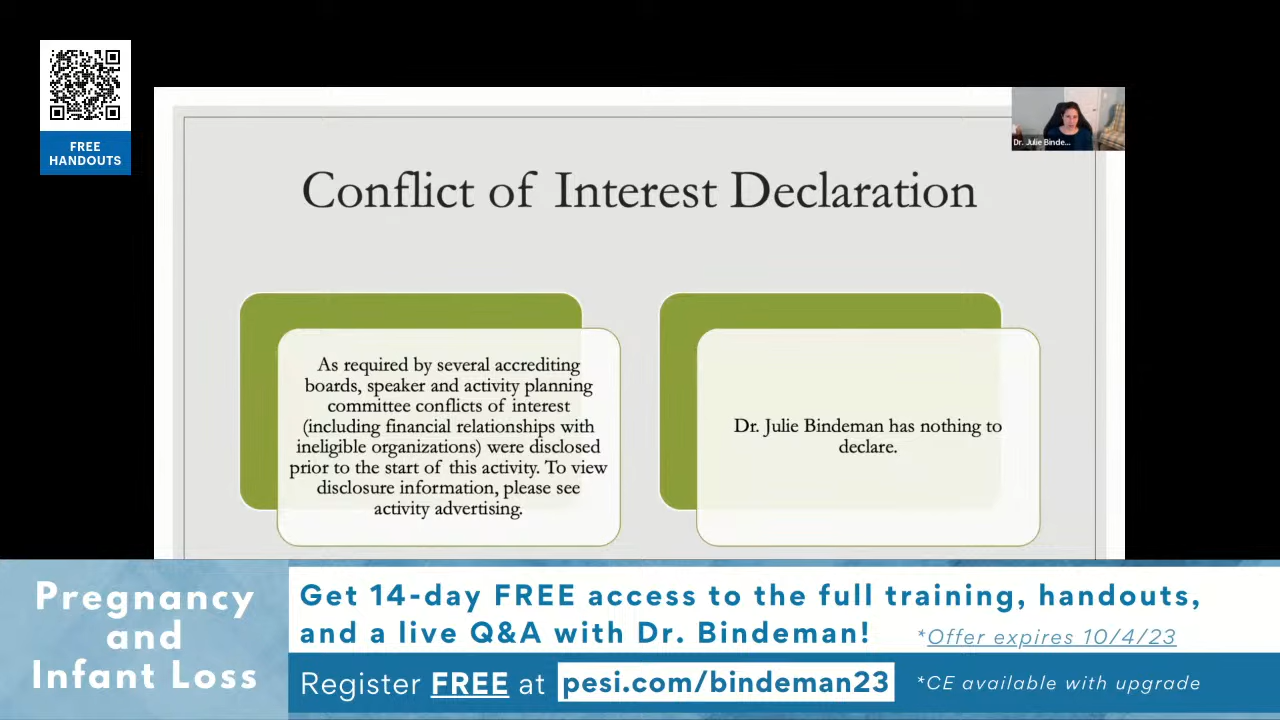 FREE
HANDOUTS
Dr. Julie Binde...
Conflict of Interest Declaration
As required by several accrediting
boards, speaker and activity planning
committee conflicts of interest
(including financial relationships with
ineligible organizations) were disclosed
prior to the start of this activity. To view
disclosure information, please see
activity advertising.
Dr. Julie Bindeman has nothing to
declare.
Pregnancy
and
Infant Loss
Get 14-day FREE access to the full training, handouts,
and a live Q&A with Dr. Bindeman! *Offer expires 10/4/23
Register FREE at pesi.com/bindeman23 *CE available with upgrade